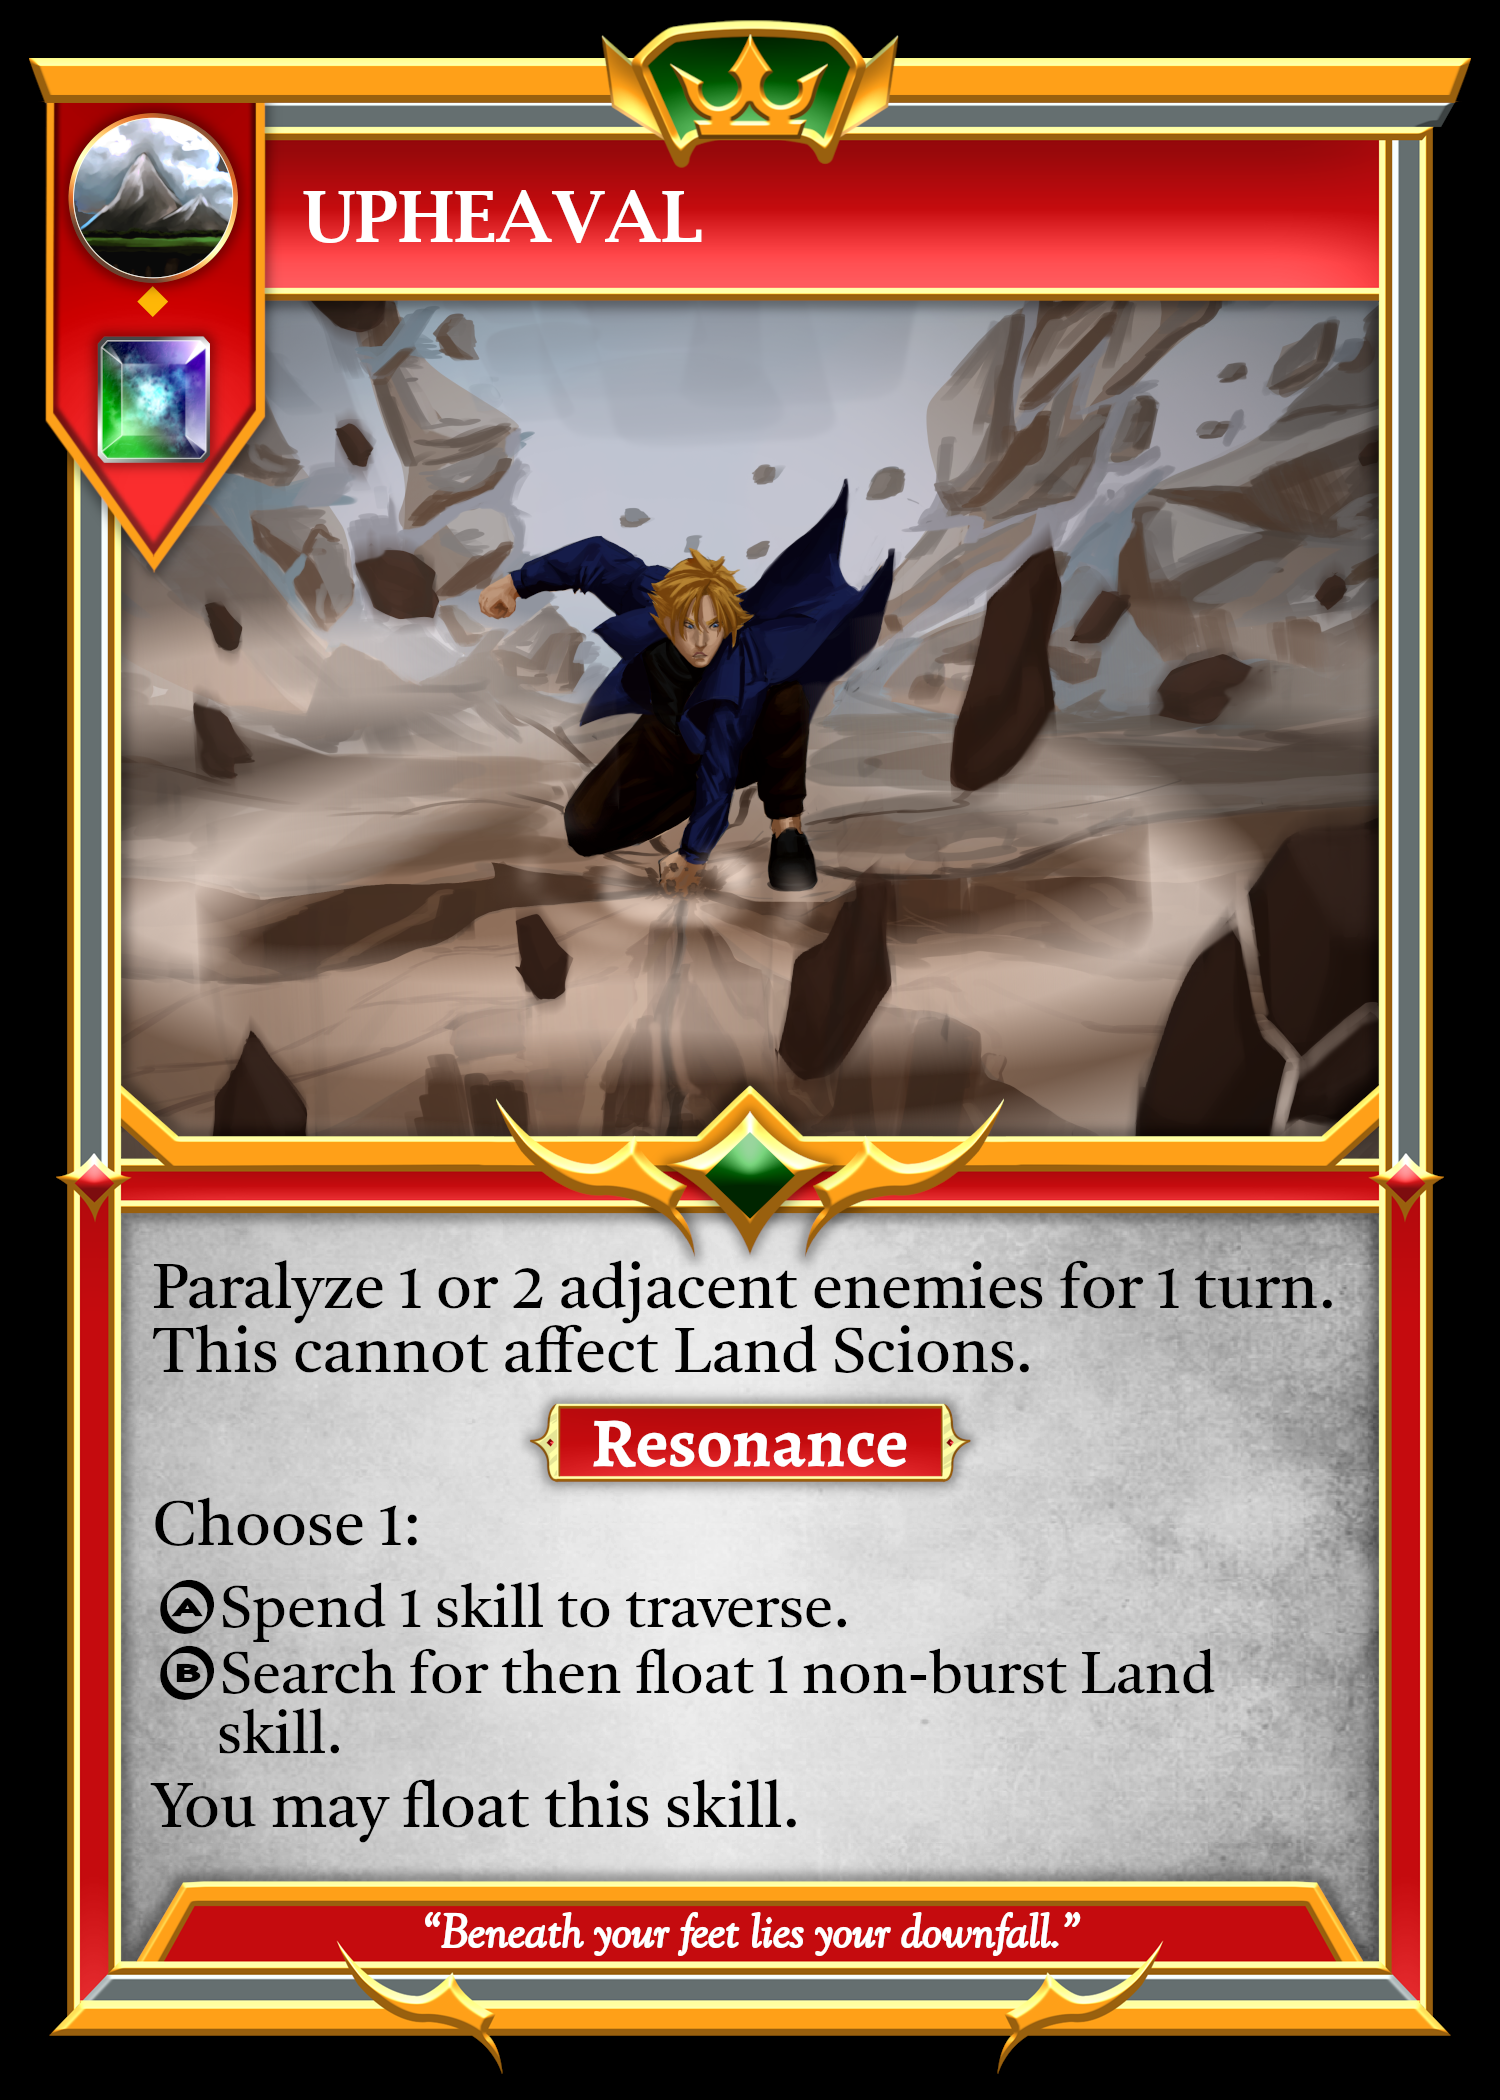 UPHEAVAL
Paralyze 1 or 2 adjacent enemies for 1 turn.
This cannot affect Land Scions.
Resonance
Choose 1:
Ⓐ Spend 1 skill to traverse.
Ⓑ Search for then float 1 non-burst Land
skill.
You may float this skill.
“Beneath your feet lies your downfall.”